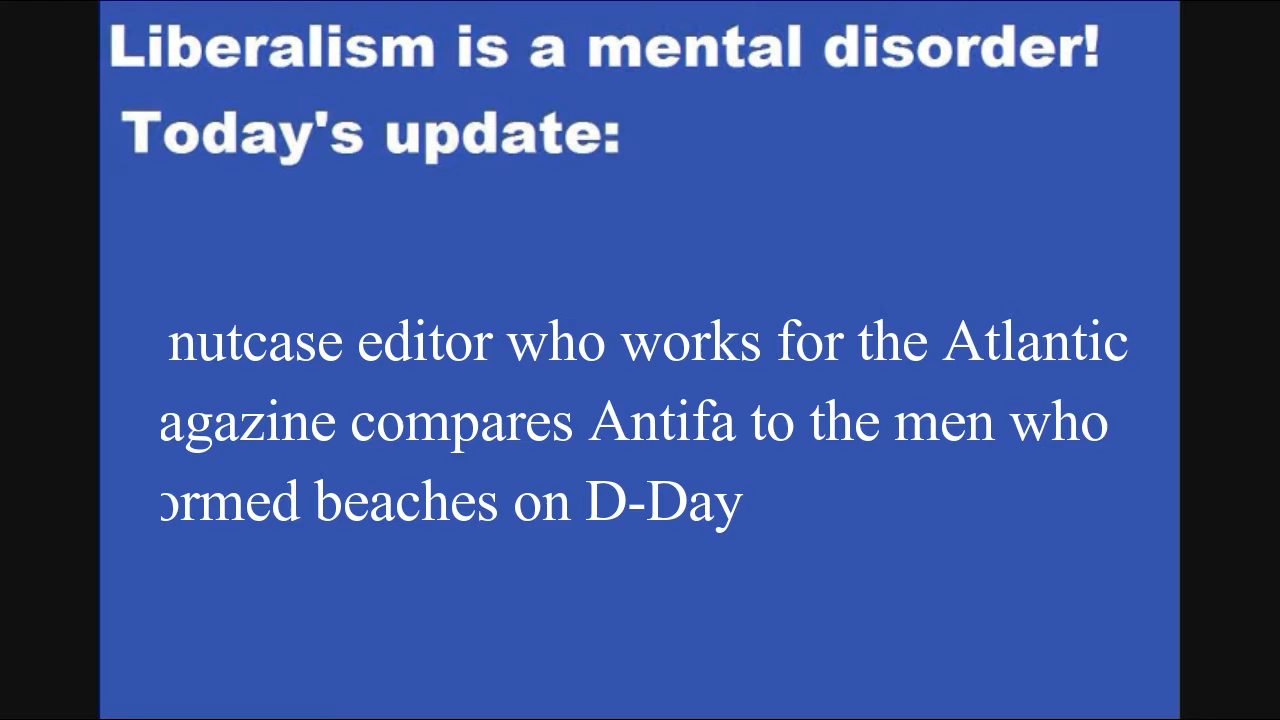 Liberalism is a mental disorder!
Today's update:
nutcase editor who works for the Atlantic
agazine compares Antifa to the men who
ormed beaches on D-Day